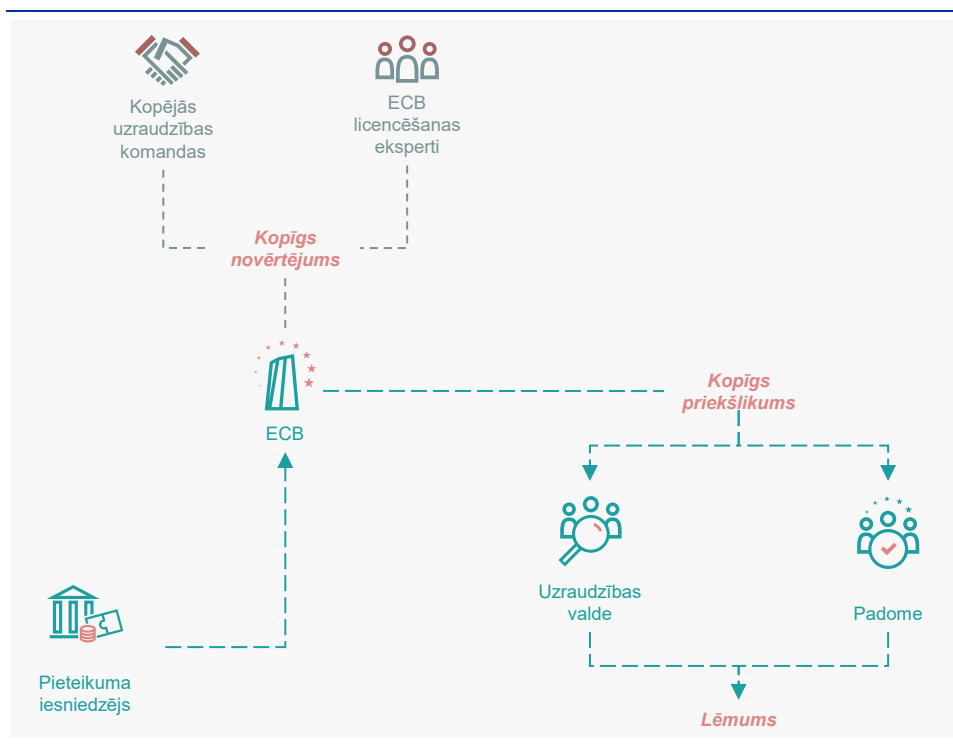 Kopējās
uzraudzības
komandas
ECB
licencēšanas
eksperti
Kopīgs
novērtējums
ECB
Kopīgs
priekšlikums
Uzraudzības
valde
Padome
Pieteikuma
iesniedzējs
Lēmums